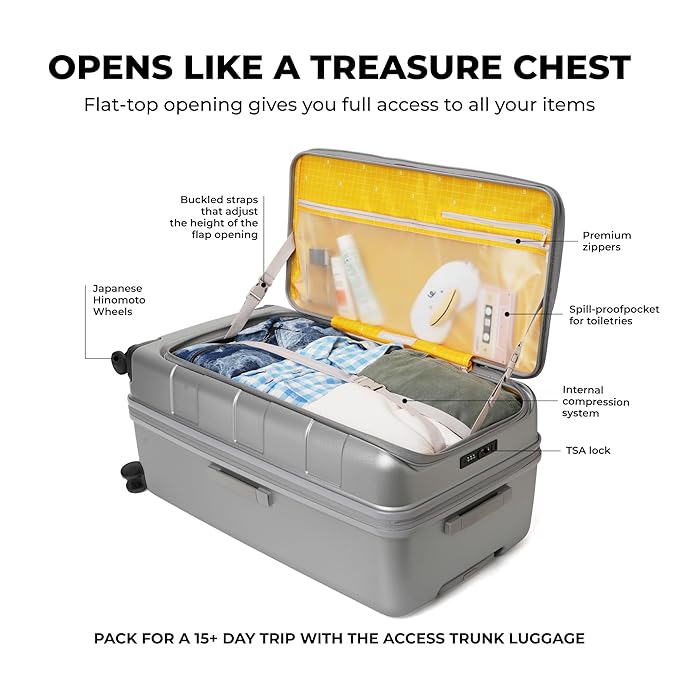 OPENS LIKE A TREASURE CHEST
Flat-top opening gives you full access to all your items
Buckled straps
that adjust
the height of the
flap opening
Premium
zippers
Japanese
Hinomoto
Wheels
Spill-proofpocket
for toiletries
Internal
compression
system
TSA lock
PACK FOR A 15+ DAY TRIP WITH THE ACCESS TRUNK LUGGAGE